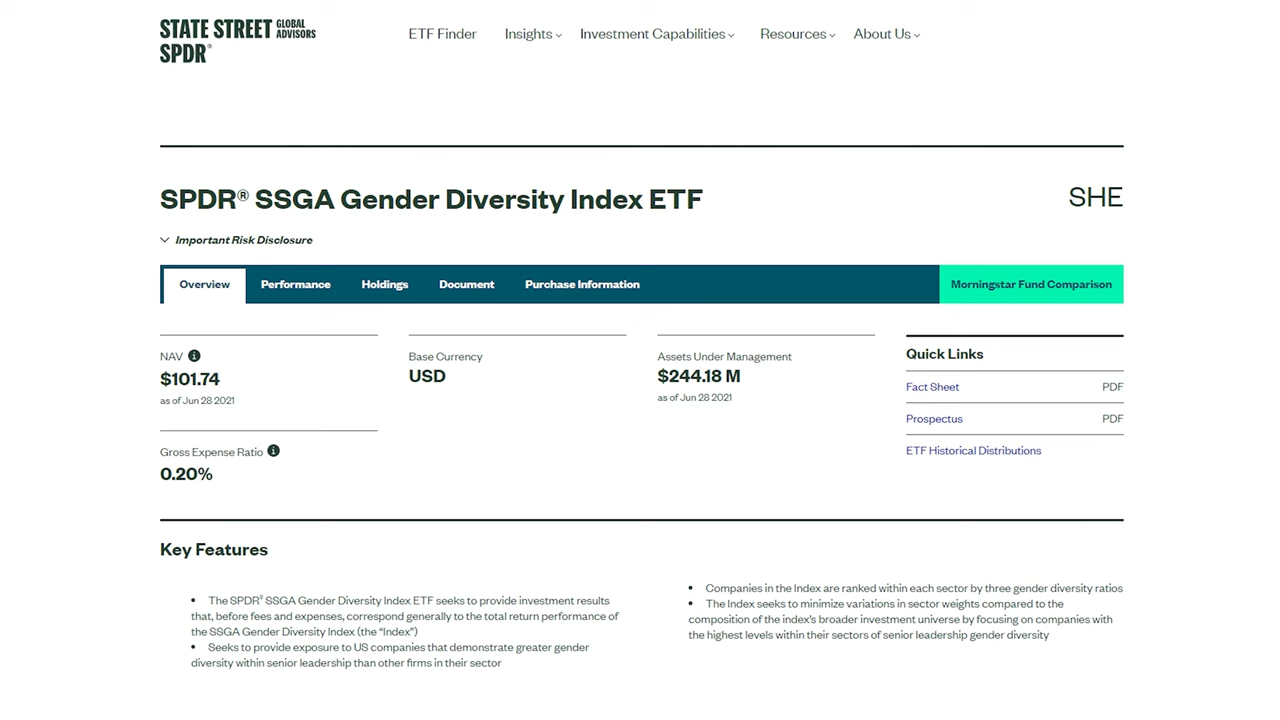 STATE STREET GLOBAL ADVISORS
SPDR®
ETF Finder
Insights
Investment Capabilities
Resources
About Us
SPDR® SSGA Gender Diversity Index ETF
SHE
Important Risk Disclosure
Overview
Performance
Holdings
Document
Purchase Information
Morningstar Fund Comparison
NAV i
$101.74
as of Jun 28 2021
Base Currency
USD
Assets Under Management
$244.18 M
as of Jun 28 2021
Gross Expense Ratio i
0.20%
Quick Links
Fact Sheet PDF
Prospectus PDF
ETF Historical Distributions
Key Features
• The SPDR® SSGA Gender Diversity Index ETF seeks to provide investment results
that, before fees and expenses, correspond generally to the total return performance of
the SSGA Gender Diversity Index (the “Index”)
• Seeks to provide exposure to US companies that demonstrate greater gender
diversity within senior leadership than other firms in their sector
• Companies in the Index are ranked within each sector by three gender diversity ratios
• The Index seeks to minimize variations in sector weights compared to the
composition of the index’s broader investment universe by focusing on companies with
the highest levels within their sectors of senior leadership gender diversity